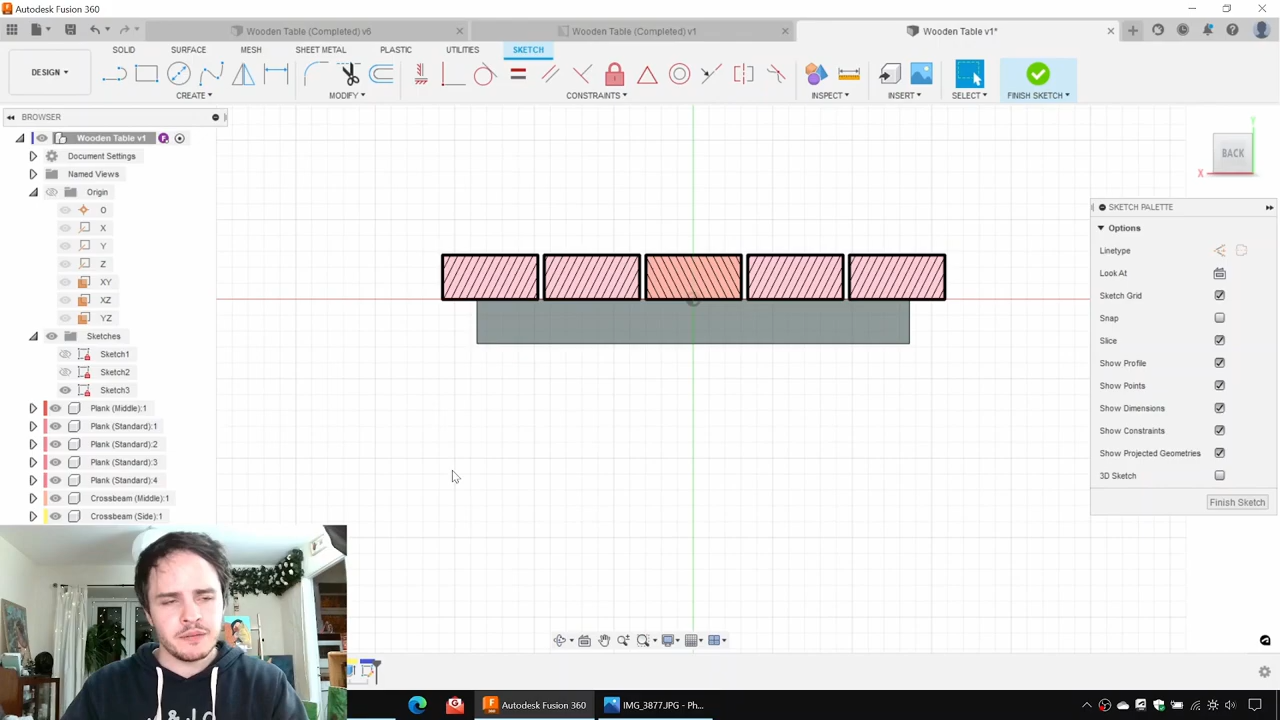 Autodesk Fusion 360
Wooden Table (Completed) v6
Wooden Table (Completed) v1
Wooden Table v1*
SOLID
SURFACE
MESH
SHEET METAL
PLASTIC
UTILITIES
SKETCH
DESIGN
CREATE
MODIFY
CONSTRAINTS
INSPECT
INSERT
SELECT
FINISH SKETCH
BROWSER
Wooden Table v1
Document Settings
Named Views
Origin
O
X
Y
Z
XY
XZ
YZ
Sketches
Sketch1
Sketch2
Sketch3
Plank (Middle):1
Plank (Standard):1
Plank (Standard):2
Plank (Standard):3
Plank (Standard):4
Crossbeam (Middle):1
Crossbeam (Side):1
Y
BACK
X
SKETCH PALETTE
Options
Linetype
Look At
Sketch Grid
Snap
Slice
Show Profile
Show Points
Show Dimensions
Show Constraints
Show Projected Geometries
3D Sketch
Finish Sketch
Autodesk Fusion 360
IMG_3877.JPG - Ph...